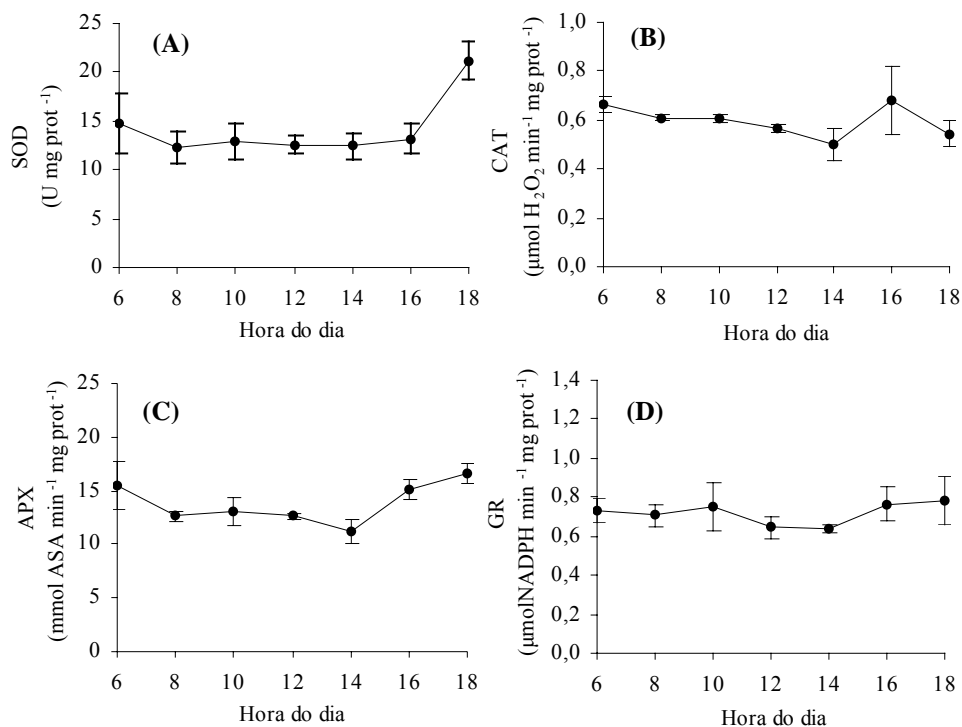 (A)
SOD
(U mg prot -1)
25
20
15
10
5
0
6 8 10 12 14 16 18
Hora do dia
(B)
CAT
(μmol H2O2 min-1 mg prot -1)
1,0
0,8
0,6
0,4
0,2
0,0
6 8 10 12 14 16 18
Hora do dia
(C)
APX
(mmol ASA min -1 mg prot -1)
25
20
15
10
5
0
6 8 10 12 14 16 18
Hora do dia
(D)
GR
(μmolNADPH min -1 mg prot -1)
1,4
1,2
1,0
0,8
0,6
0,4
0,2
0,0
6 8 10 12 14 16 18
Hora do dia